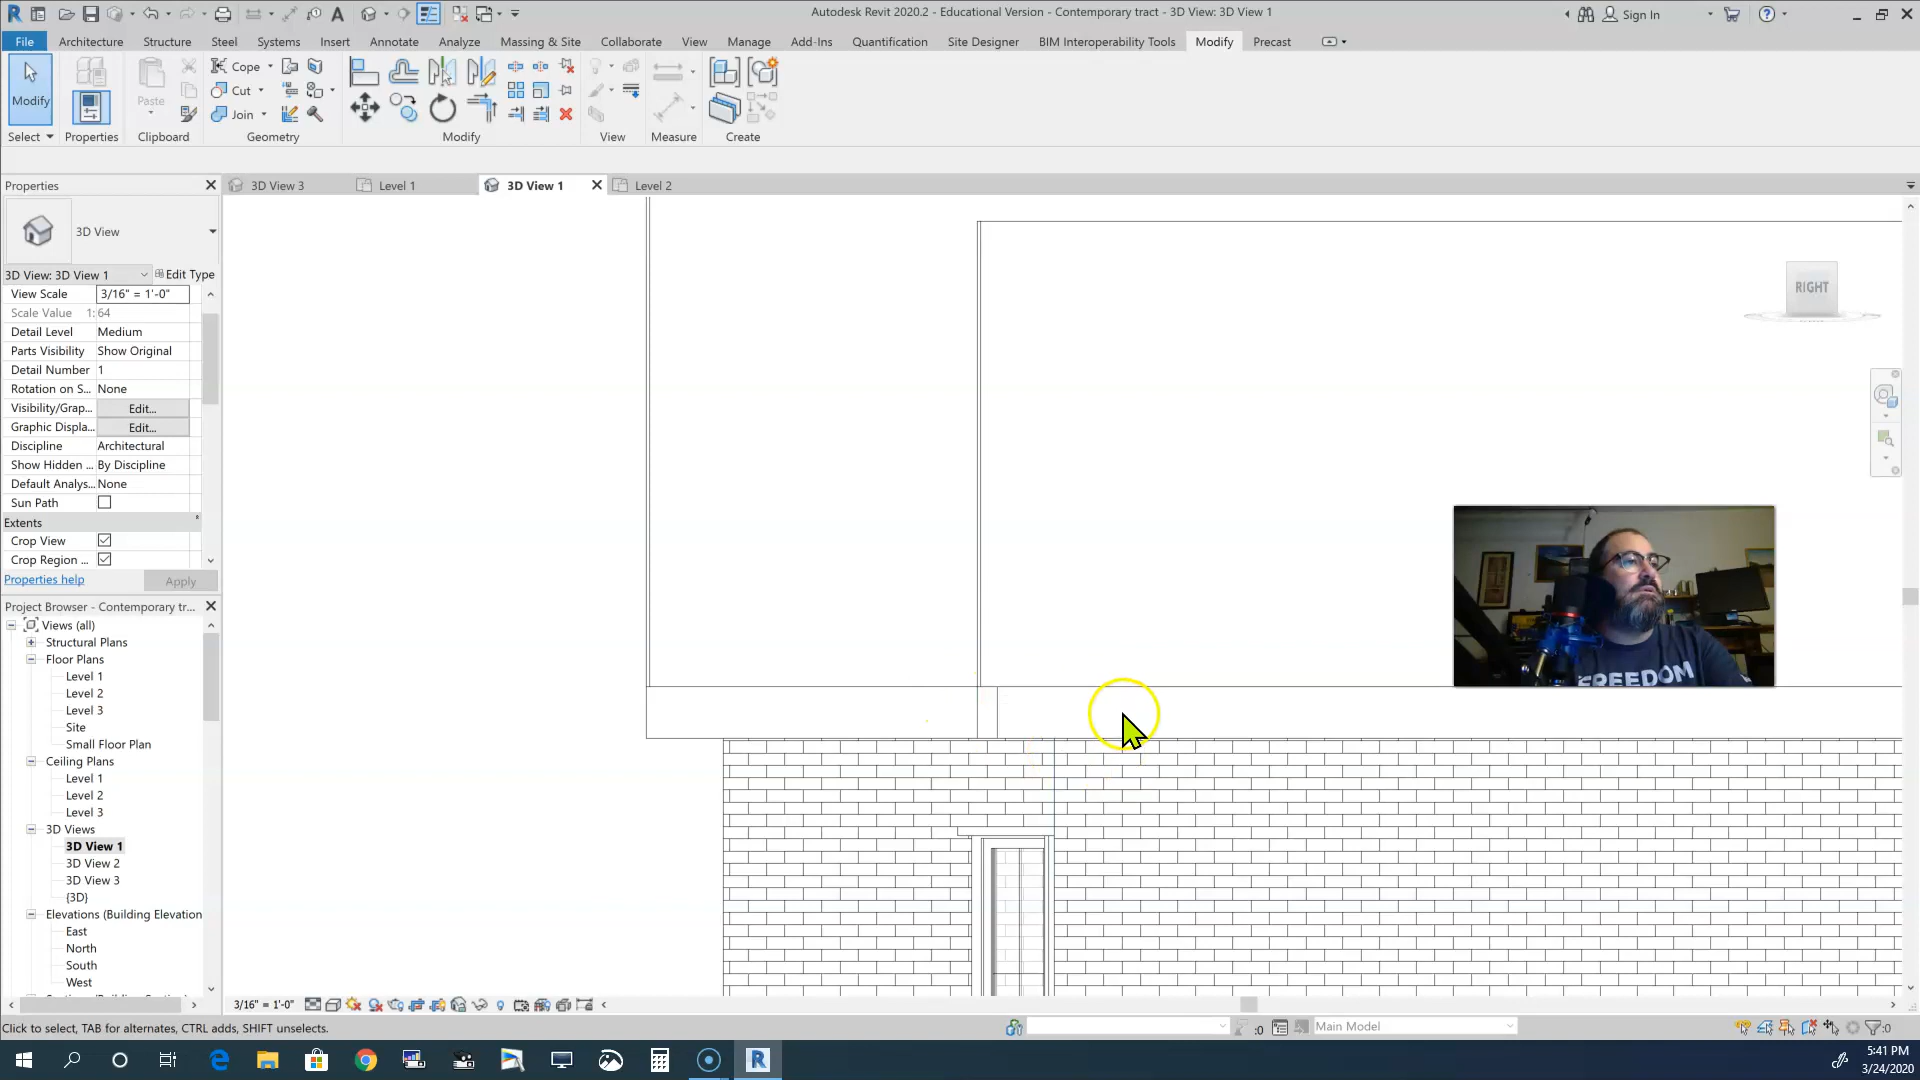 Autodesk Revit 2020.2 - Educational Version - Contemporary tract - 3D View: 3D View 1
Sign In
File Architecture Structure Steel Systems Insert Annotate Analyze Massing & Site Collaborate View Manage Add-Ins Quantification Site Designer BIM Interoperability Tools Modify Precast
Modify
Paste
Cope
Cut
Join
Select Properties Clipboard Geometry Modify View Measure Create
Properties
3D View 3
Level 1
3D View 1
Level 2
3D View
3D View: 3D View 1
Edit Type
View Scale 3/16" = 1'-0"
Scale Value 1: 64
Detail Level Medium
Parts Visibility Show Original
Detail Number 1
Rotation on S... None
Visibility/Grap... Edit...
Graphic Displa... Edit...
Discipline Architectural
Show Hidden ... By Discipline
Default Analys... None
Sun Path
Extents
Crop View
Crop Region ...
Properties help
Apply
Project Browser - Contemporary tr...
Views (all)
Structural Plans
Floor Plans
Level 1
Level 2
Level 3
Site
Small Floor Plan
Ceiling Plans
Level 1
Level 2
Level 3
3D Views
3D View 1
3D View 2
3D View 3
{3D}
Elevations (Building Elevation
East
North
South
West
RIGHT
FREEDOM
3/16" = 1'-0"
Click to select, TAB for alternates, CTRL adds, SHIFT unselects.
:0
Main Model
:0
5:41 PM
3/24/2020